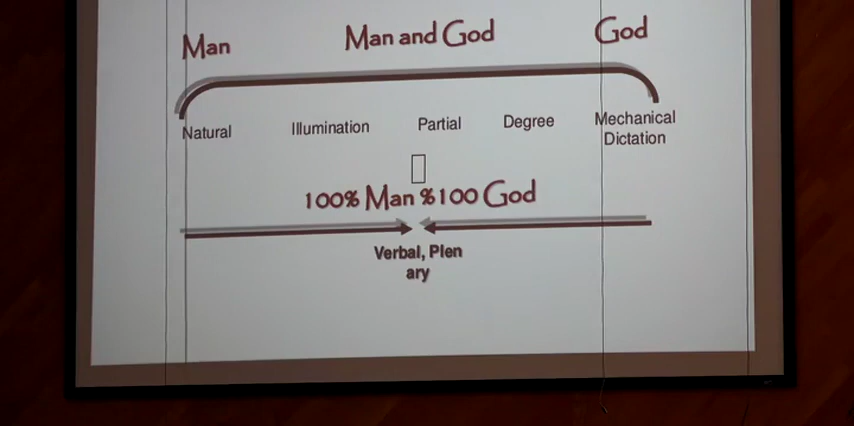 Man Man and God God
Natural Illumination Partial Degree Mechanical
Dictation
100% Man %100 God
Verbal, Plen
ary